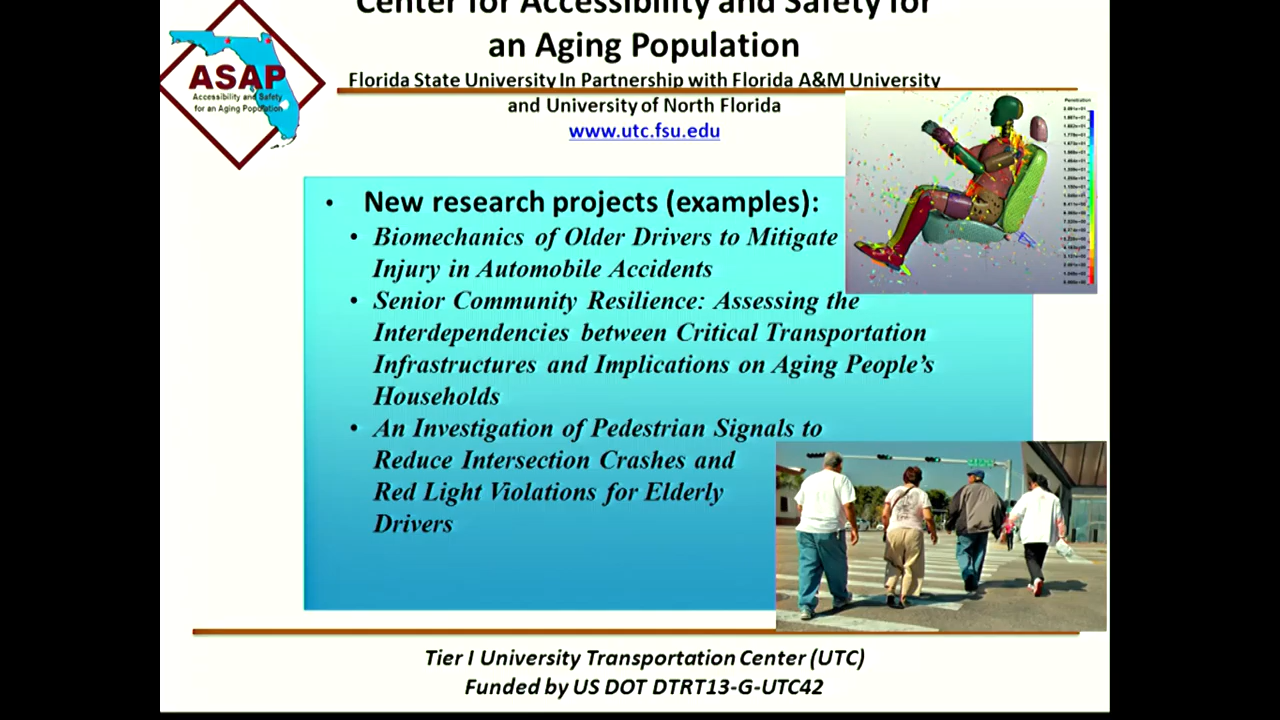 Center for Accessibility and Safety for
an Aging Population
Florida State University In Partnership with Florida A&M University
and University of North Florida
www.utc.fsu.edu
ASAP
Accessibility and Safety
for an Aging Population
Penetration
• New research projects (examples):
• Biomechanics of Older Drivers to Mitigate
Injury in Automobile Accidents
• Senior Community Resilience: Assessing the
Interdependencies between Critical Transportation
Infrastructures and Implications on Aging People’s
Households
• An Investigation of Pedestrian Signals to
Reduce Intersection Crashes and
Red Light Violations for Elderly
Drivers
Tier I University Transportation Center (UTC)
Funded by US DOT DTRT13-G-UTC42